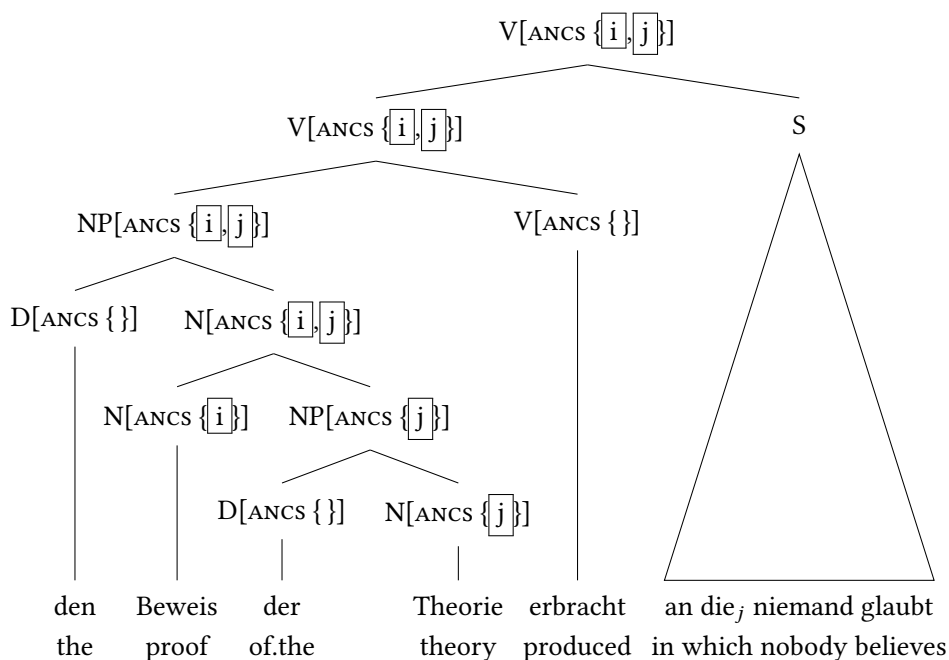 V[ANCS {i, j}]
V[ANCS {i, j}] S
NP[ANCS {i, j}] V[ANCS {}]
D[ANCS {}] N[ANCS {i, j}]
N[ANCS {i}] NP[ANCS {j}]
D[ANCS {}] N[ANCS {j}]
den Beweis der Theorie erbracht an die_j niemand glaubt
the proof of.the theory produced in which nobody believes